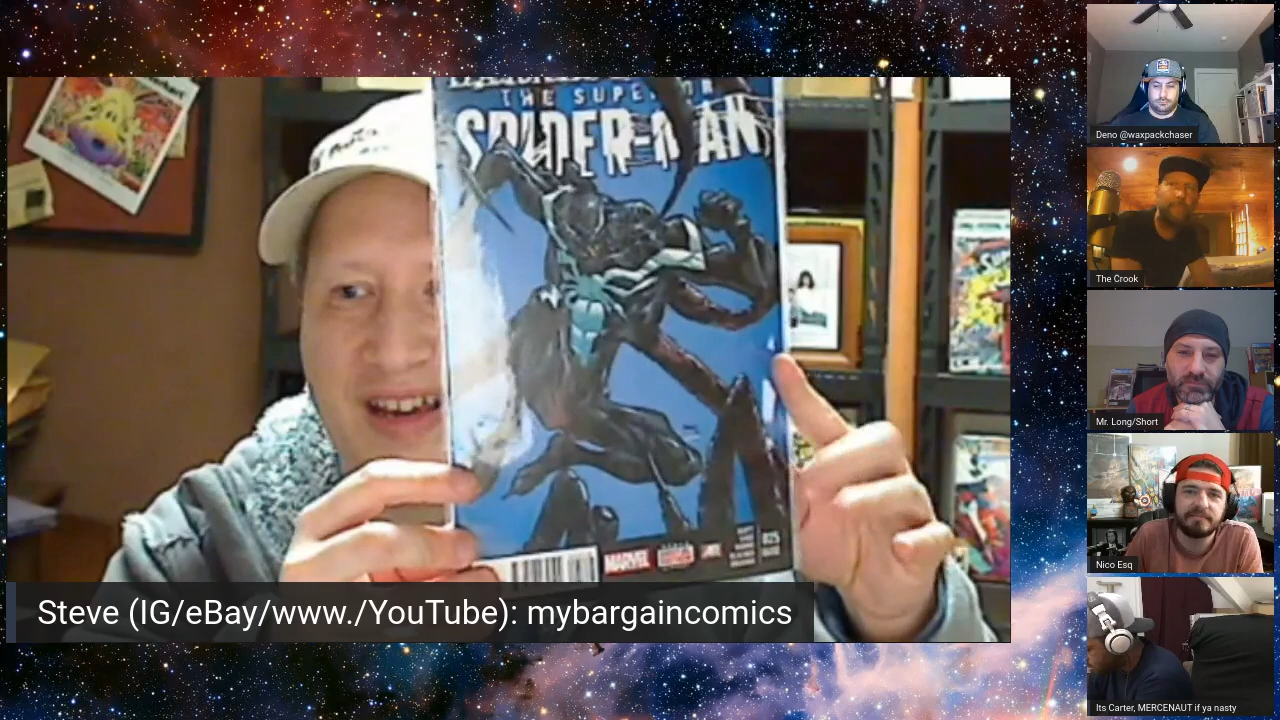 THE SUPERIOR
SPIDER-MAN
MARVEL
025
Steve (IG/eBay/www./YouTube): mybargaincomics
Deno @waxpackchaser
The Crook
Mr. Long/Short
Nico Esq
Its Carter, MERCENAUT if ya nasty